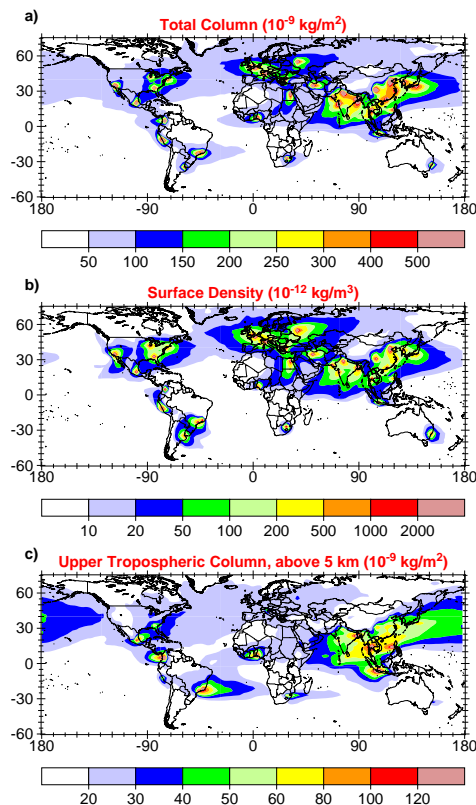 a)
Total Column (10-9 kg/m2)
60
30
0
-30
-60
180 -90 0 90 180
50 100 150 200 250 300 400 500
b)
Surface Density (10-12 kg/m3)
60
30
0
-30
-60
180 -90 0 90 180
10 20 50 100 200 500 1000 2000
c)
Upper Tropospheric Column, above 5 km (10-9 kg/m2)
60
30
0
-30
-60
180 -90 0 90 180
20 30 40 50 60 80 100 120